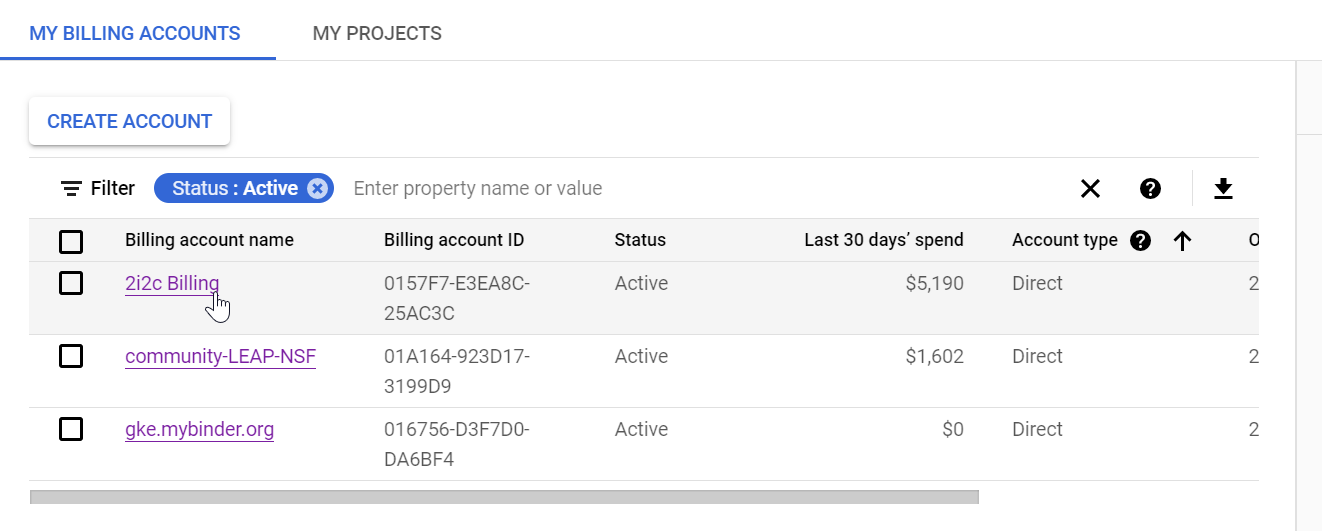 MY BILLING ACCOUNTS MY PROJECTS
CREATE ACCOUNT
Filter Status : Active Enter property name or value
Billing account name Billing account ID Status Last 30 days’ spend Account type
2i2c Billing 0157F7-E3EA8C- Active $5,190 Direct 2
25AC3C
community-LEAP-NSF 01A164-923D17- Active $1,602 Direct 2
3199D9
gke.mybinder.org 016756-D3F7D0- Active $0 Direct 2
DA6BF4